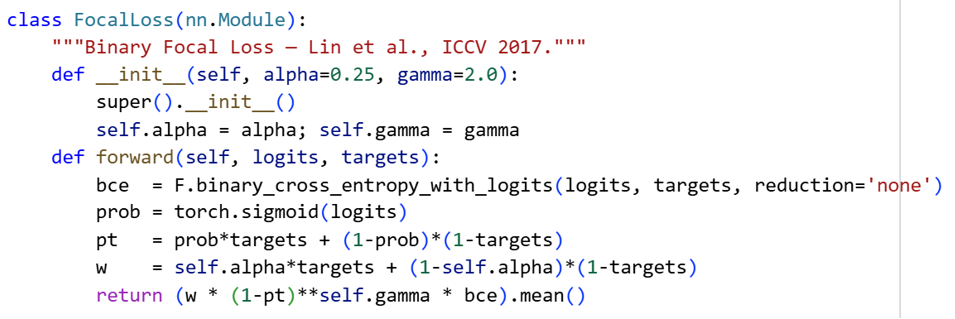 class FocalLoss(nn.Module):
    """Binary Focal Loss — Lin et al., ICCV 2017."""
    def __init__(self, alpha=0.25, gamma=2.0):
        super().__init__()
        self.alpha = alpha; self.gamma = gamma
    def forward(self, logits, targets):
        bce  = F.binary_cross_entropy_with_logits(logits, targets, reduction='none')
        prob = torch.sigmoid(logits)
        pt   = prob*targets + (1-prob)*(1-targets)
        w    = self.alpha*targets + (1-self.alpha)*(1-targets)
        return (w * (1-pt)**self.gamma * bce).mean()